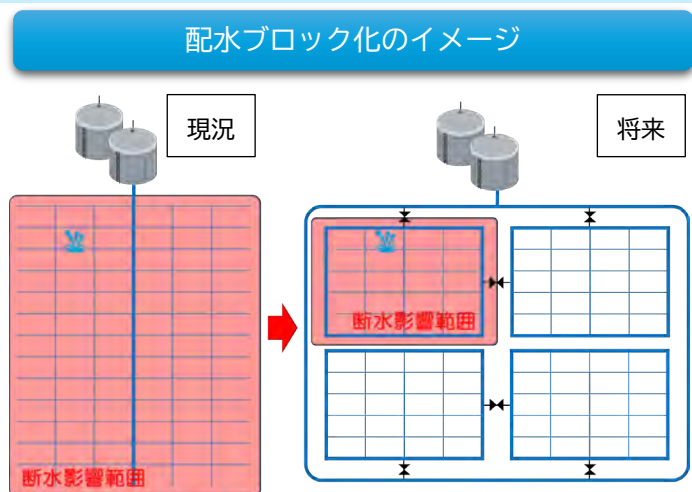 配水ブロック化のイメージ
現況
将来
断水影響範囲
断水影響範囲